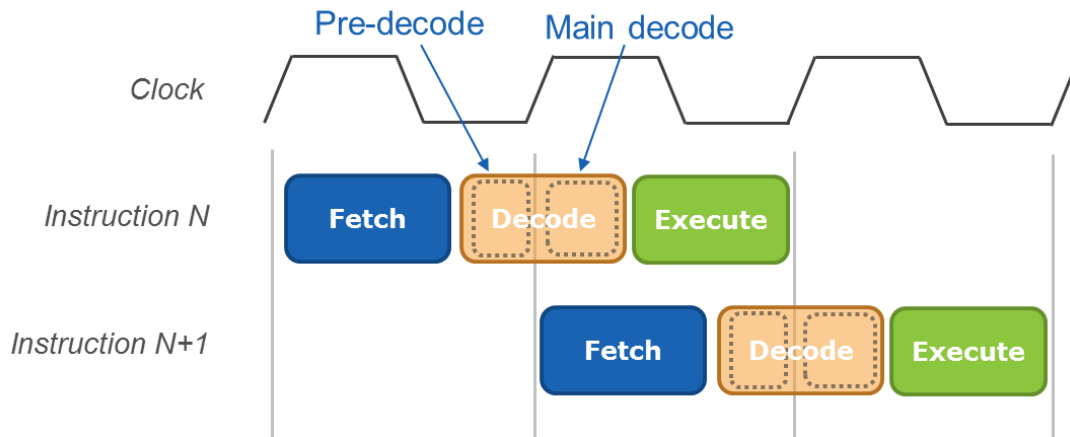 Pre-decode Main decode
Clock
Instruction N Fetch Decode Execute
Instruction N+1 Fetch Decode Execute